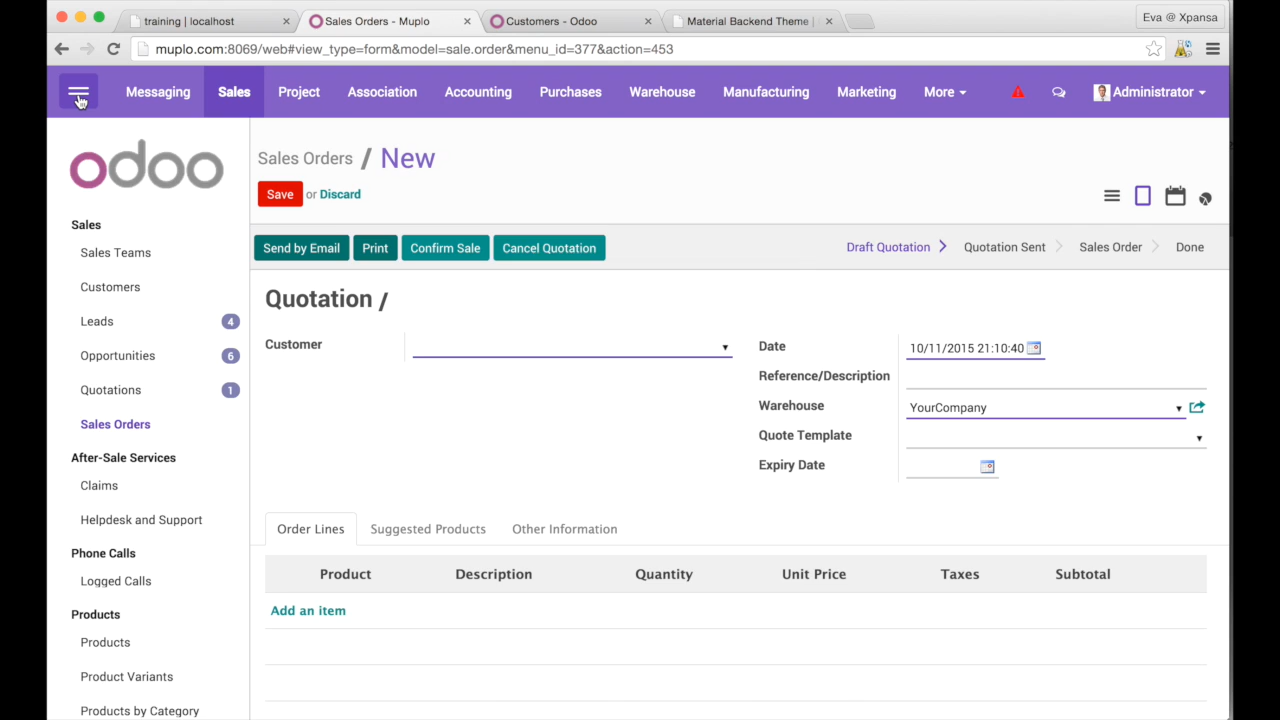 training | localhost
Sales Orders - Muplo
Customers - Odoo
Material Backend Theme |
Eva @ Xpansa
muplo.com:8069/web#view_type=form&model=sale.order&menu_id=377&action=453
Messaging Sales Project Association Accounting Purchases Warehouse Manufacturing Marketing More Administrator
odoo
Sales
Sales Teams
Customers
Leads 4
Opportunities 6
Quotations 1
Sales Orders
After-Sale Services
Claims
Helpdesk and Support
Phone Calls
Logged Calls
Products
Products
Product Variants
Products by Category
Sales Orders / New
Save or Discard
Send by Email Print Confirm Sale Cancel Quotation
Draft Quotation Quotation Sent Sales Order Done
Quotation /
Customer
Date 10/11/2015 21:10:40
Reference/Description
Warehouse YourCompany
Quote Template
Expiry Date
Order Lines Suggested Products Other Information
Product Description Quantity Unit Price Taxes Subtotal
Add an item